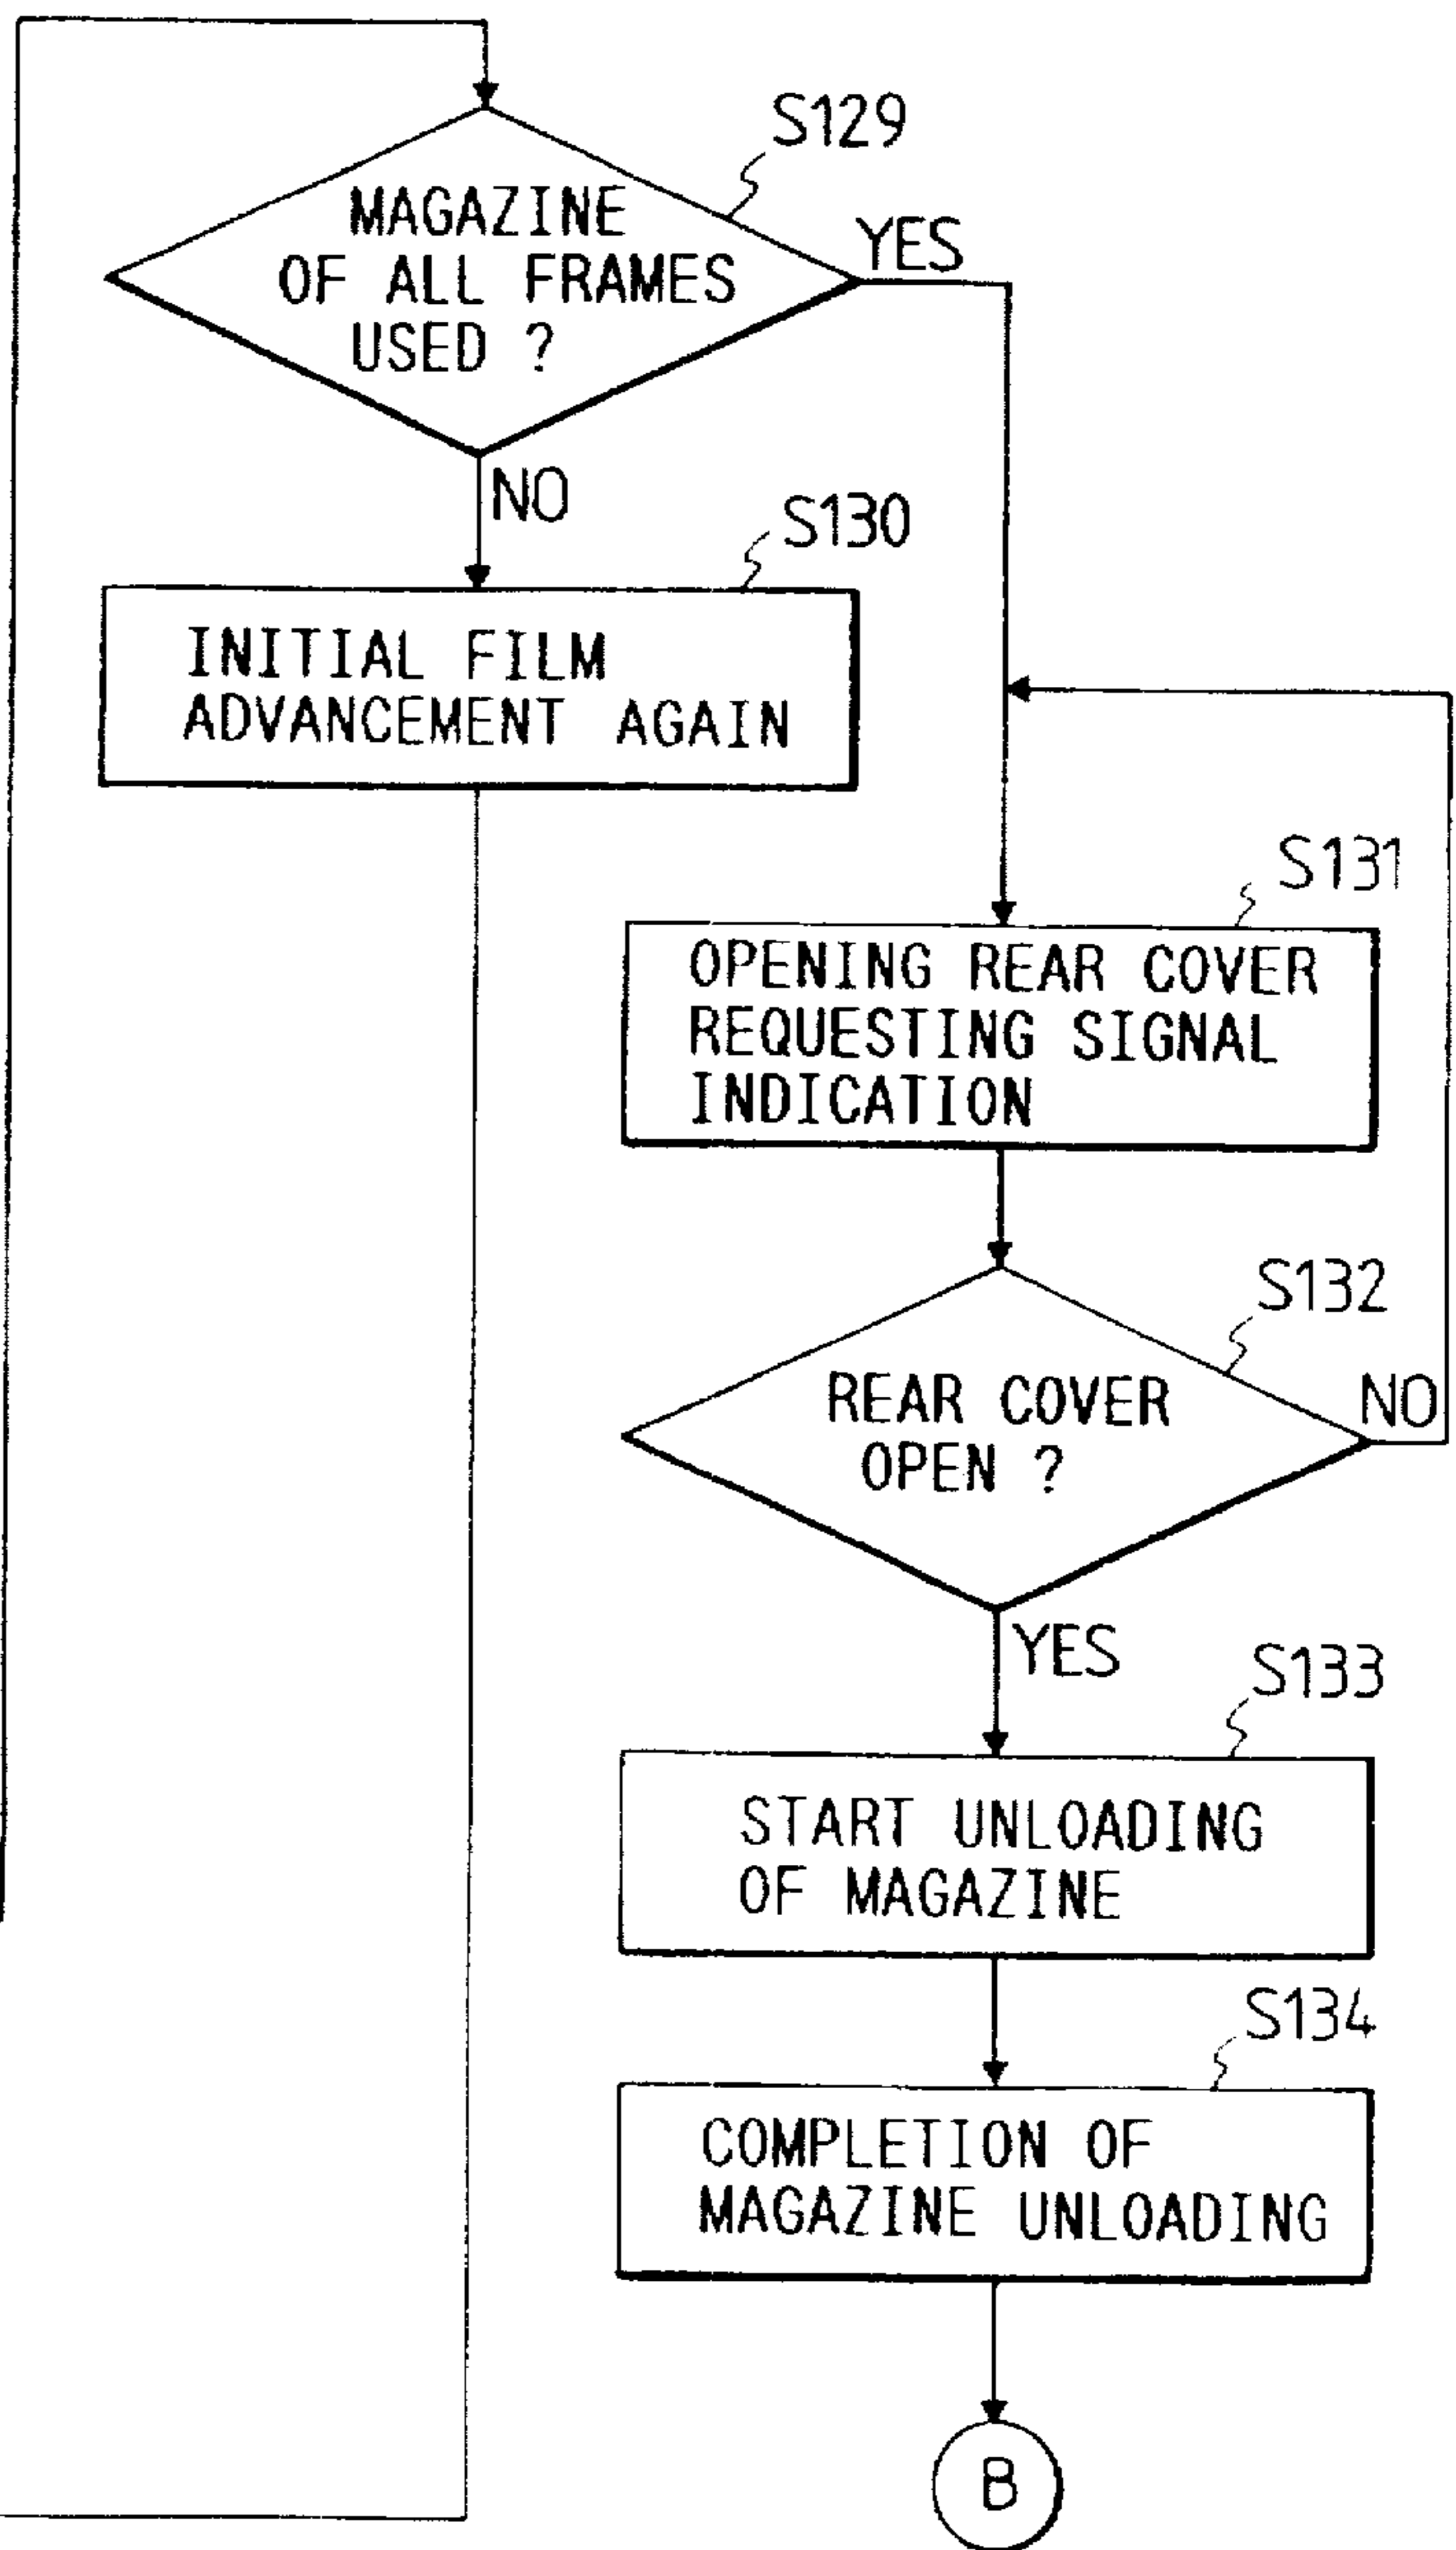 S129
MAGAZINE
OF ALL FRAMES
USED ?
YES
NO
S130
INITIAL FILM
ADVANCEMENT AGAIN
S131
OPENING REAR COVER
REQUESTING SIGNAL
INDICATION
S132
REAR COVER
OPEN ?
NO
YES
S133
START UNLOADING
OF MAGAZINE
S134
COMPLETION OF
MAGAZINE UNLOADING
B